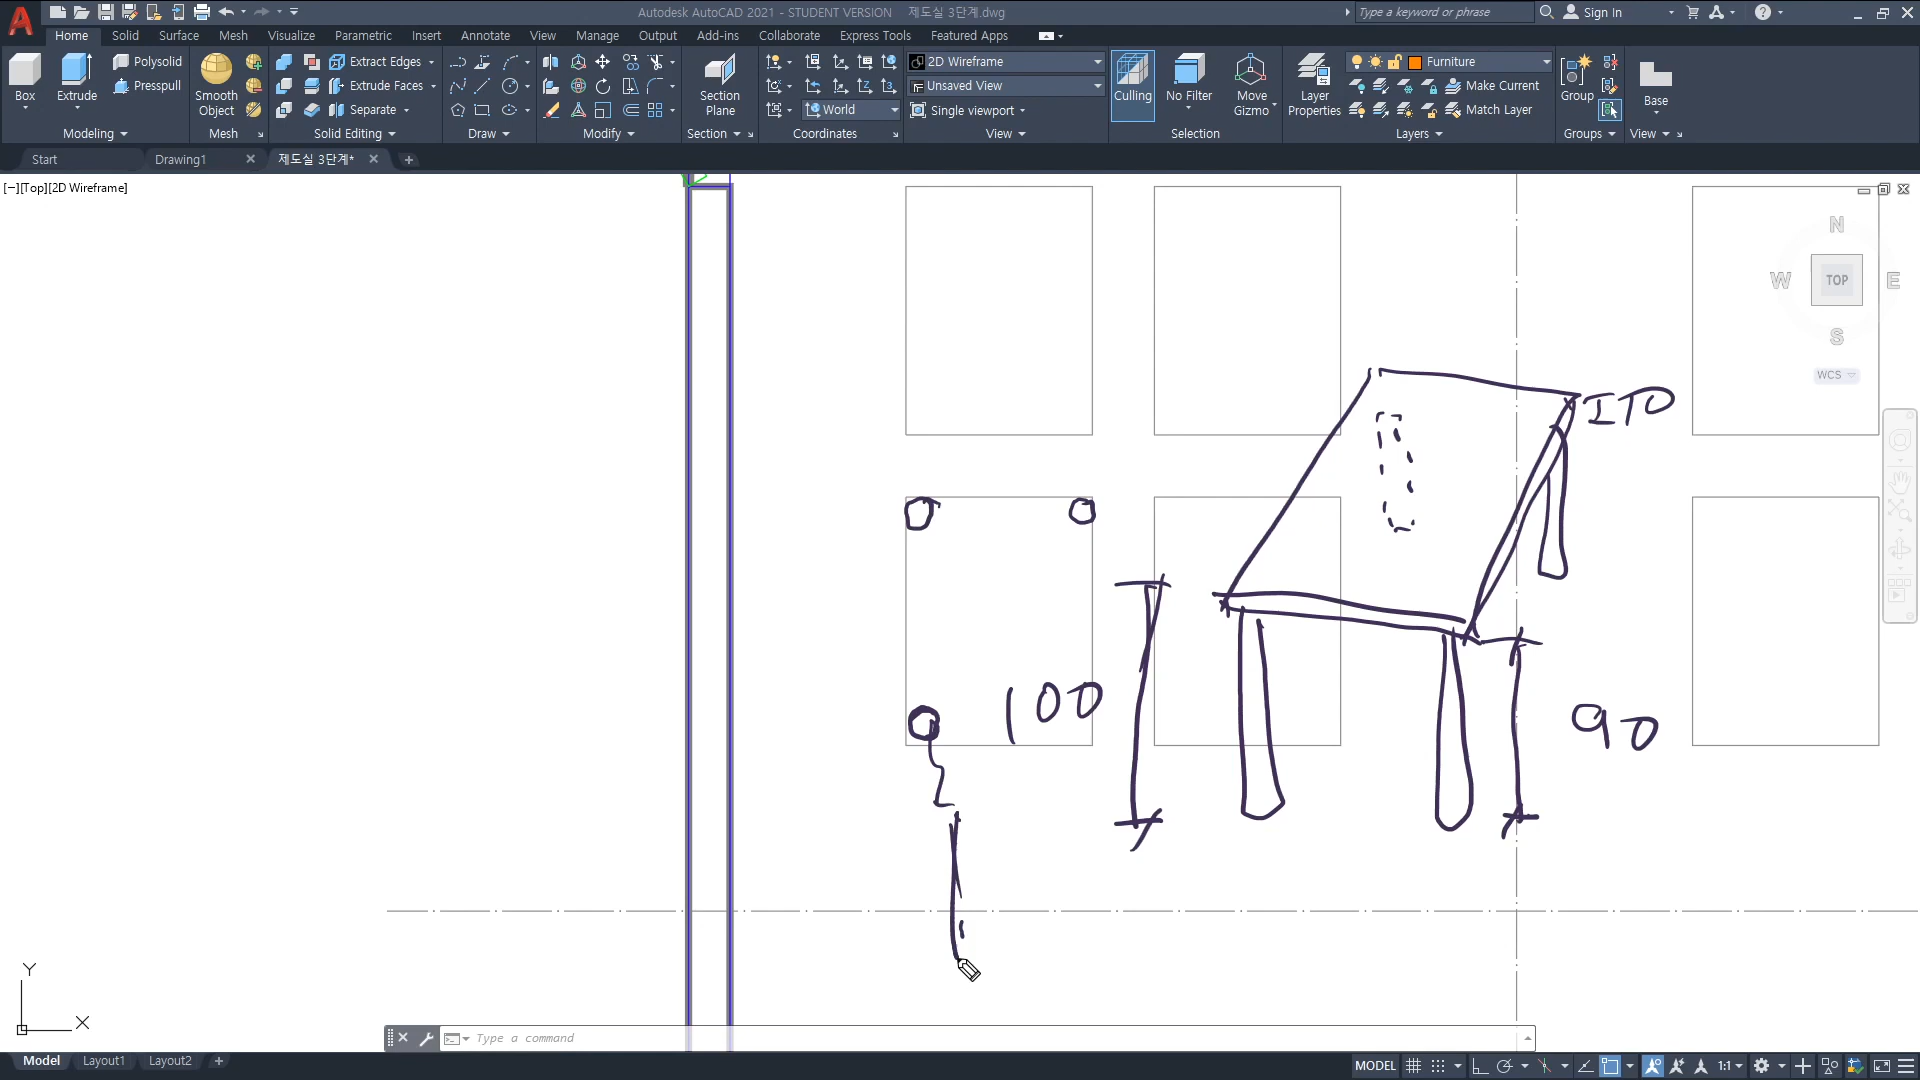 Autodesk AutoCAD 2021 - STUDENT VERSION 제도실 3단계.dwg
Type a keyword or phrase
Sign In
Home Solid Surface Mesh Visualize Parametric Insert Annotate View Manage Output Add-ins Collaborate Express Tools Featured Apps
Box
Extrude
Polysolid
Presspull
Modeling
Smooth Object
Mesh
Extract Edges
Extrude Faces
Separate
Solid Editing
Draw
Modify
Section Plane
Section
World
Coordinates
2D Wireframe
Unsaved View
Single viewport
View
Culling
No Filter
Move Gizmo
Selection
Layer Properties
Furniture
Make Current
Match Layer
Layers
Group
Groups
Base
View
Start
Drawing1
제도실 3단계*
[−][Top][2D Wireframe]
N
W
TOP
E
S
WCS
I10
100
90
Y
X
Type a command
Model
Layout1
Layout2
MODEL
1:1